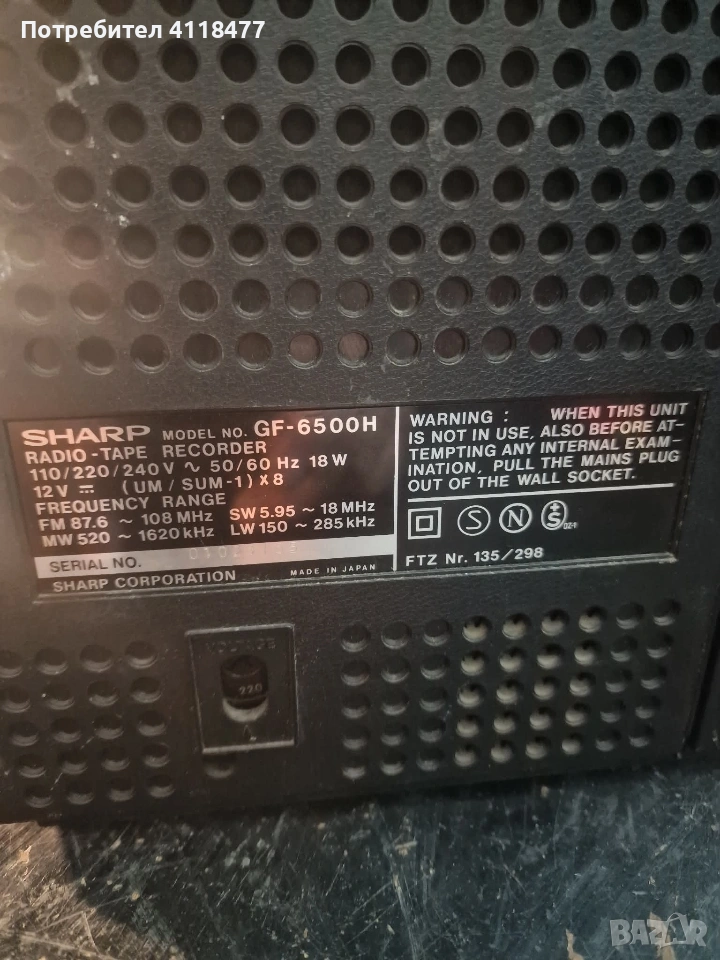 Потребител 4118477
SHARP MODEL NO. GF-6500H
RADIO-TAPE RECORDER
110/220/240V ~ 50/60 Hz 18 W
12 V ⎓ (UM/SUM-1) X 8
FREQUENCY RANGE
FM 87.6 ~ 108 MHz SW 5.95 ~ 18 MHz
MW 520 ~ 1620 kHz LW 150 ~ 285 kHz
SERIAL NO.
SHARP CORPORATION MADE IN JAPAN
WARNING : WHEN THIS UNIT
IS NOT IN USE, ALSO BEFORE AT-
TEMPTING ANY INTERNAL EXAM-
INATION, PULL THE MAINS PLUG
OUT OF THE WALL SOCKET.
S N S
FTZ Nr. 135/298
VOLTAGE
220
BAZAR